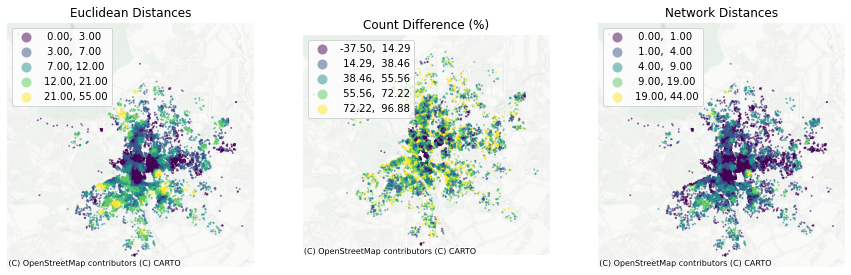 Euclidean Distances
0.00, 3.00
3.00, 7.00
7.00, 12.00
12.00, 21.00
21.00, 55.00
(C) OpenStreetMap contributors (C) CARTO
Count Difference (%)
-37.50, 14.29
14.29, 38.46
38.46, 55.56
55.56, 72.22
72.22, 96.88
(C) OpenStreetMap contributors (C) CARTO
Network Distances
0.00, 1.00
1.00, 4.00
4.00, 9.00
9.00, 19.00
19.00, 44.00
(C) OpenStreetMap contributors (C) CARTO